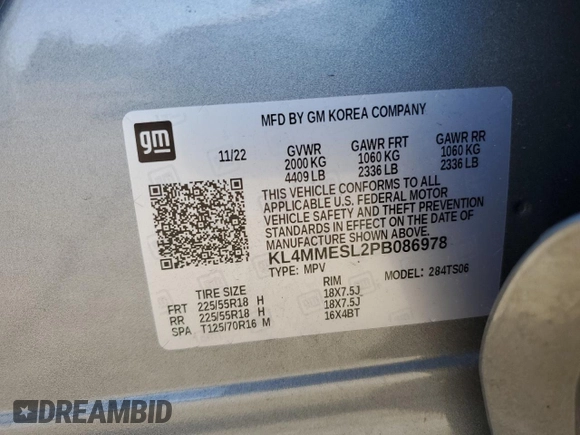 MFD BY GM KOREA COMPANY
gm
11/22
GVWR GAWR FRT GAWR RR
2000 KG 1060 KG 1060 KG
4409 LB 2336 LB 2336 LB
THIS VEHICLE CONFORMS TO ALL
APPLICABLE U.S. FEDERAL MOTOR
VEHICLE SAFETY AND THEFT PREVENTION
STANDARDS IN EFFECT ON THE DATE OF
MANUFACTURE SHOWN ABOVE.
KL4MMESL2PB086978
TYPE: MPV MODEL: 284TS06
TIRE SIZE RIM
FRT 225/55R18 H 18X7.5J
RR 225/55R18 H 18X7.5J
SPA T125/70R16 M 16X4BT
DREAMBID